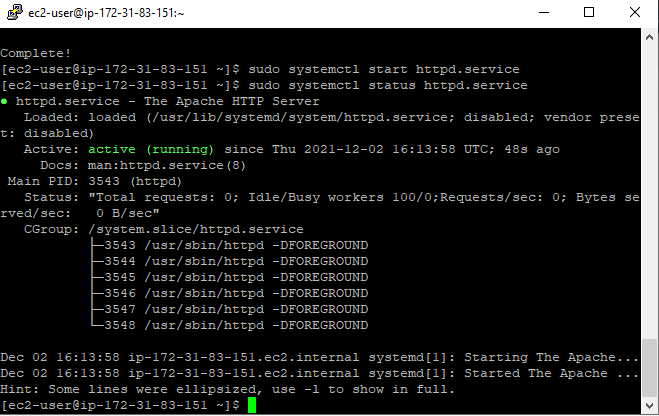 ec2-user@ip-172-31-83-151:~
Complete!
[ec2-user@ip-172-31-83-151 ~]$ sudo systemctl start httpd.service
[ec2-user@ip-172-31-83-151 ~]$ sudo systemctl status httpd.service
● httpd.service - The Apache HTTP Server
   Loaded: loaded (/usr/lib/systemd/system/httpd.service; disabled; vendor prese
t: disabled)
   Active: active (running) since Thu 2021-12-02 16:13:58 UTC; 48s ago
     Docs: man:httpd.service(8)
 Main PID: 3543 (httpd)
   Status: "Total requests: 0; Idle/Busy workers 100/0;Requests/sec: 0; Bytes se
rved/sec:   0 B/sec"
   CGroup: /system.slice/httpd.service
           ├─3543 /usr/sbin/httpd -DFOREGROUND
           ├─3544 /usr/sbin/httpd -DFOREGROUND
           ├─3545 /usr/sbin/httpd -DFOREGROUND
           ├─3546 /usr/sbin/httpd -DFOREGROUND
           ├─3547 /usr/sbin/httpd -DFOREGROUND
           └─3548 /usr/sbin/httpd -DFOREGROUND

Dec 02 16:13:58 ip-172-31-83-151.ec2.internal systemd[1]: Starting The Apache...
Dec 02 16:13:58 ip-172-31-83-151.ec2.internal systemd[1]: Started The Apache ...
Hint: Some lines were ellipsized, use -l to show in full.
[ec2-user@ip-172-31-83-151 ~]$